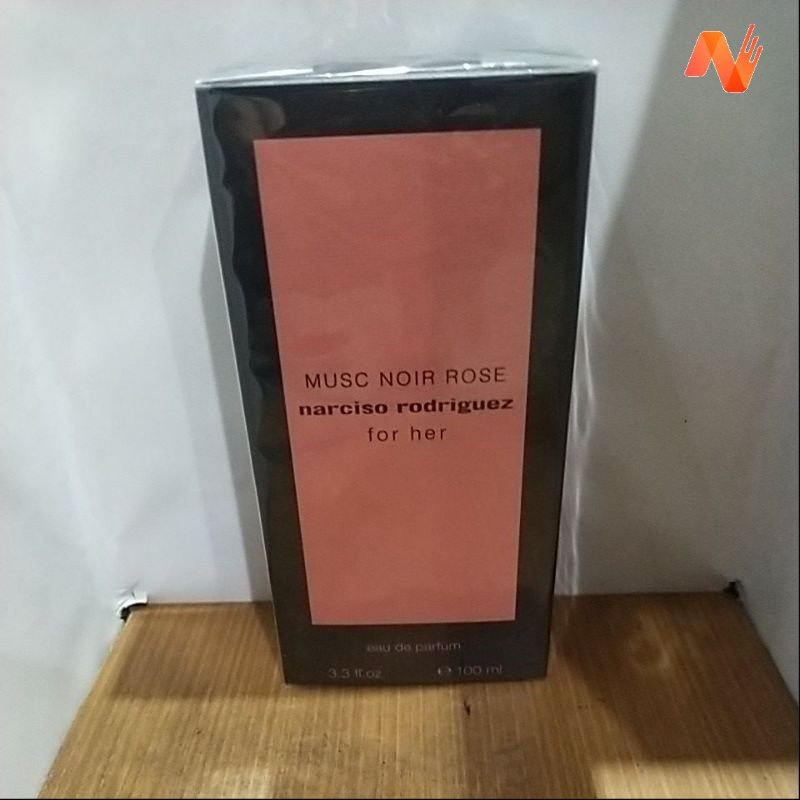 MUSC NOIR ROSE
narciso rodriguez
for her
eau de parfum
3.3 fl.oz ℮ 100 ml